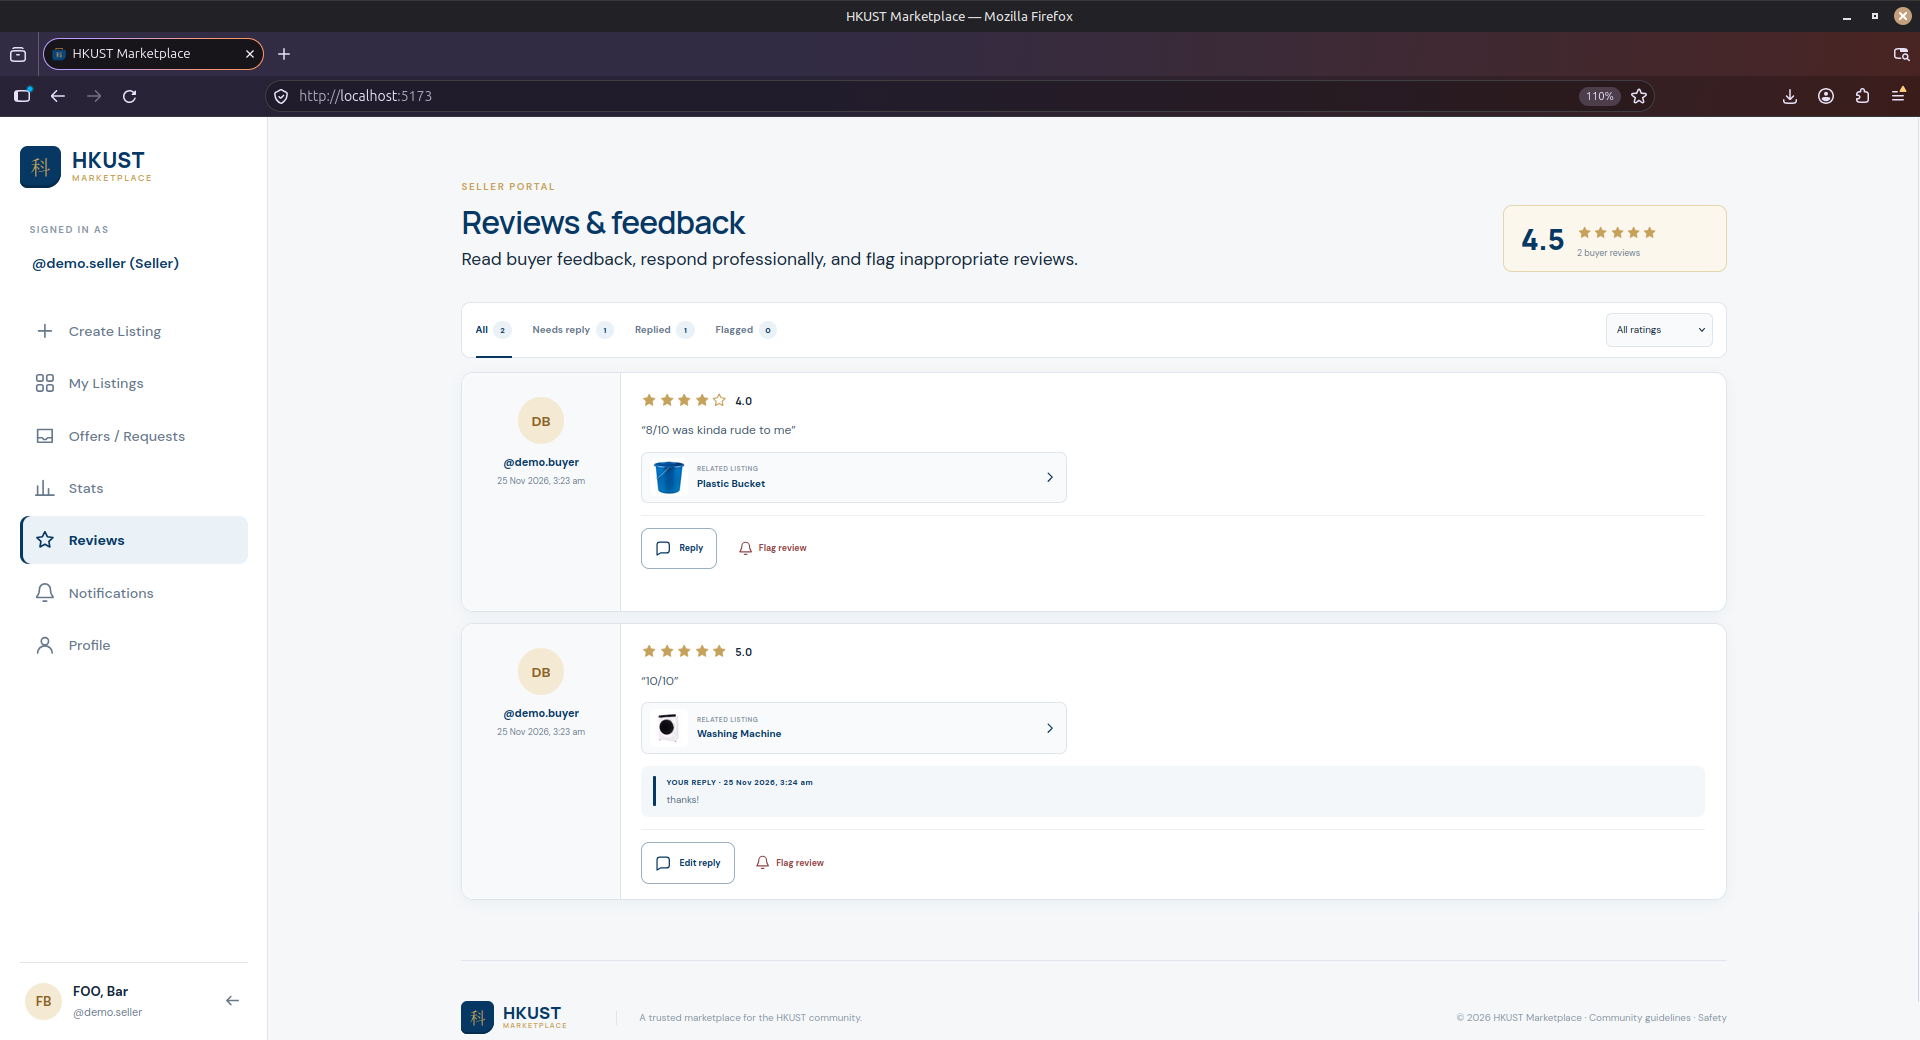 HKUST Marketplace — Mozilla Firefox
HKUST Marketplace
http://localhost:5173
110%
科
HKUST
MARKETPLACE
SIGNED IN AS
@demo.seller (Seller)
Create Listing
My Listings
Offers / Requests
Stats
Reviews
Notifications
Profile
FB
FOO, Bar
@demo.seller
SELLER PORTAL
Reviews & feedback
Read buyer feedback, respond professionally, and flag inappropriate reviews.
4.5
2 buyer reviews
All 2 Needs reply 1 Replied 1 Flagged 0
All ratings
DB
@demo.buyer
25 Nov 2026, 3:23 am
4.0
“8/10 was kinda rude to me”
RELATED LISTING
Plastic Bucket
Reply Flag review
DB
@demo.buyer
25 Nov 2026, 3:23 am
5.0
“10/10”
RELATED LISTING
Washing Machine
YOUR REPLY · 25 Nov 2026, 3:24 am
thanks!
Edit reply Flag review
科
HKUST
MARKETPLACE
A trusted marketplace for the HKUST community.
© 2026 HKUST Marketplace · Community guidelines · Safety